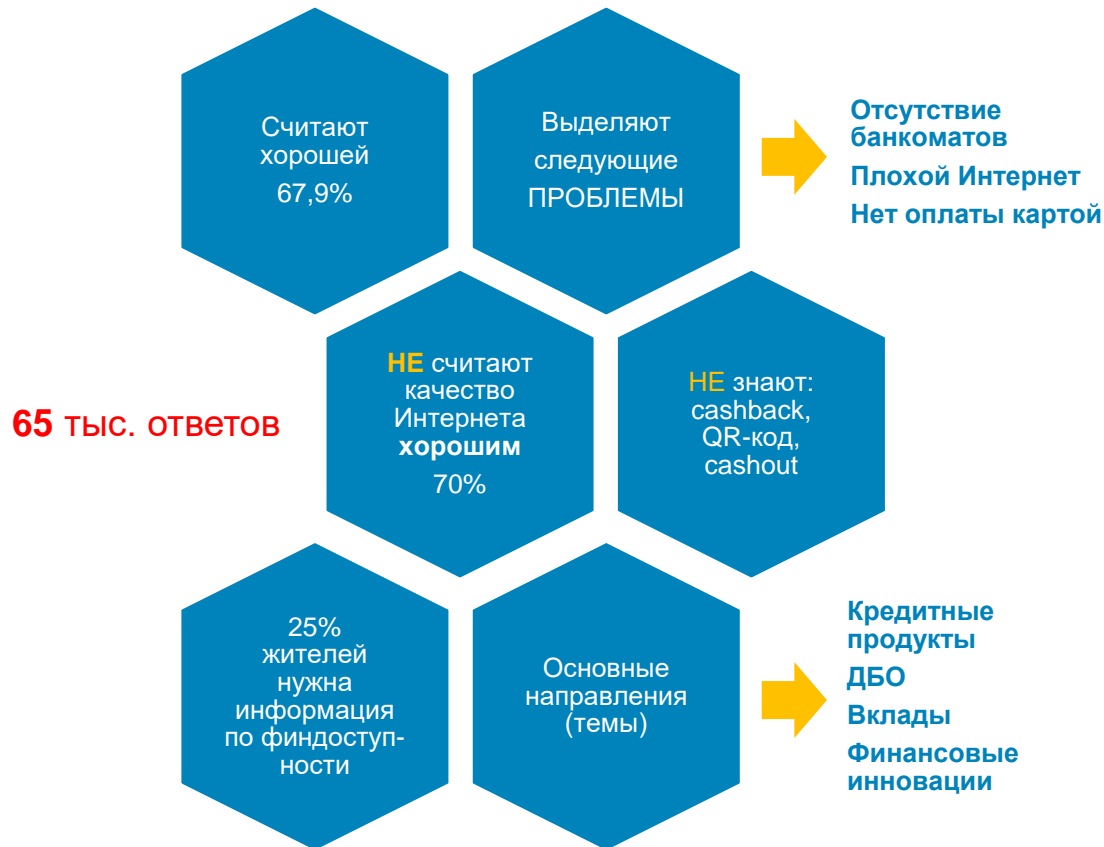 Считают
хорошей
67,9%
Выделяют
следующие
ПРОБЛЕМЫ
Отсутствие
банкоматов
Плохой Интернет
Нет оплаты картой
65 тыс. ответов
НЕ считают
качество
Интернета
хорошим
70%
НЕ знают:
cashback,
QR-код,
cashout
25%
жителей
нужна
информация
по финдоступ-
ности
Основные
направления
(темы)
Кредитные
продукты
ДБО
Вклады
Финансовые
инновации